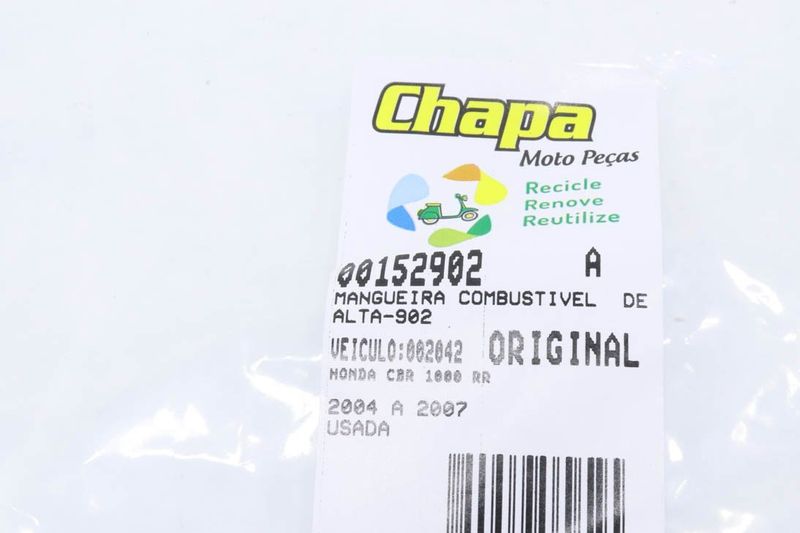 Chapa
Moto Peças
Recicle
Renove
Reutilize
00152902 A
MANGUEIRA COMBUSTIVEL DE
ALTA-902
VEICULO:002042 ORIGINAL
HONDA CBR 1000 RR
2004 A 2007
USADA